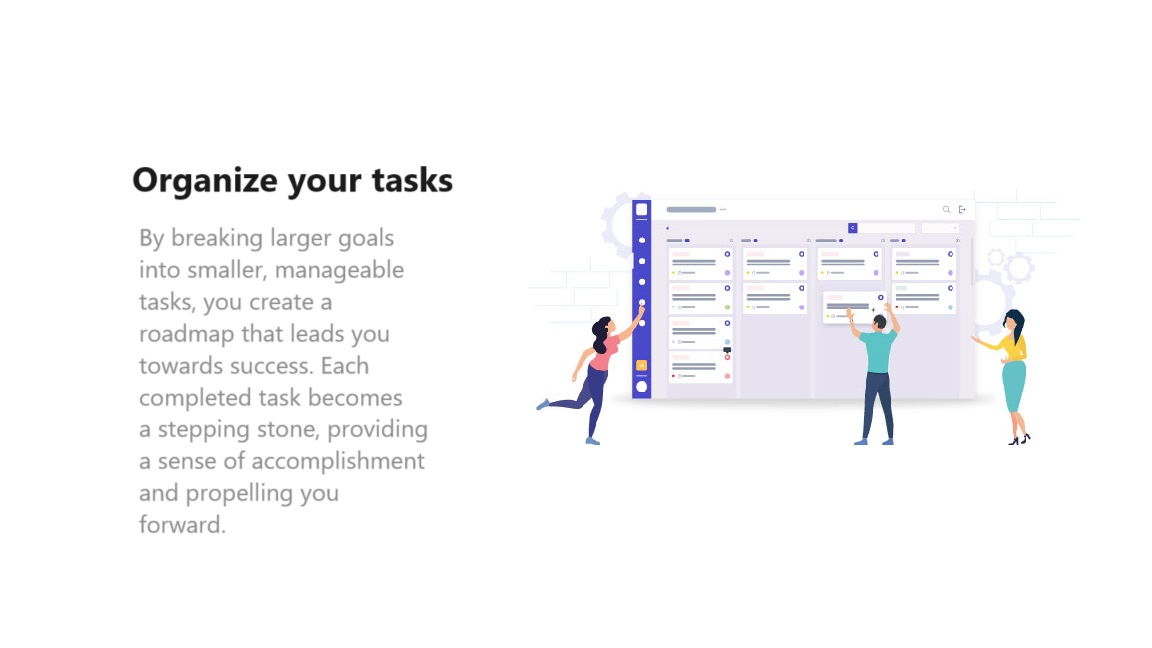 Organize your tasks
By breaking larger goals
into smaller, manageable
tasks, you create a
roadmap that leads you
towards success. Each
completed task becomes
a stepping stone, providing
a sense of accomplishment
and propelling you
forward.